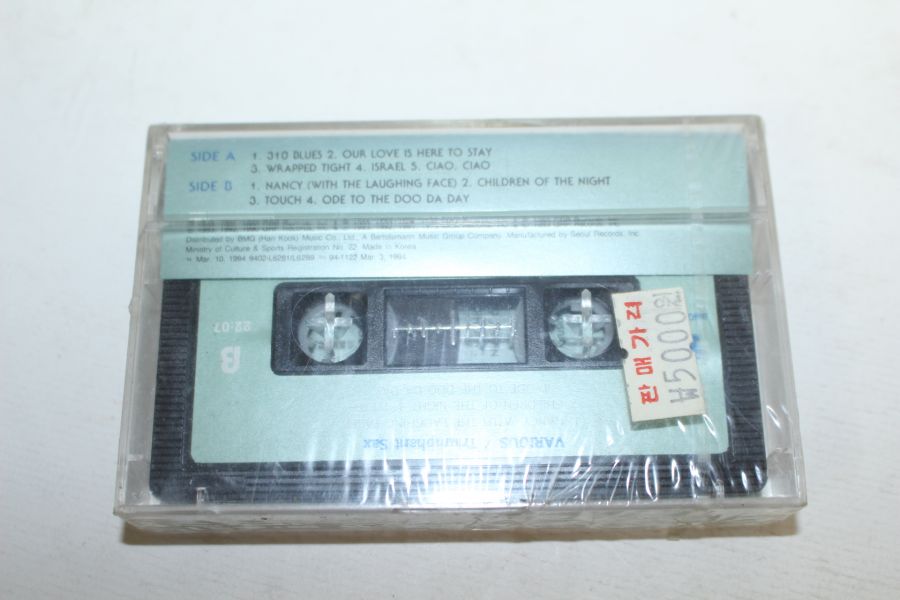 SIDE A 1. 310 BLUES 2. OUR LOVE IS HERE TO STAY
3. WRAPPED TIGHT 4. ISRAEL 5. CIAO, CIAO
SIDE B 1. NANCY (WITH THE LAUGHING FACE) 2. CHILDREN OF THE NIGHT
3. TOUCH 4. ODE TO THE DOO DA DAY
Distributed by BMG (Han Kook) Music Co., Ltd., A Bertelsmann Music Group Company. Manufactured by Seoul Records, Inc.
Ministry of Culture & Sports Registration No. 22. Made in Korea
Mar. 10, 1994 94-1122 Mar. 3, 1994
판매가격
₩5000원
22:07
B
VARIOUS / Triumphant Sax